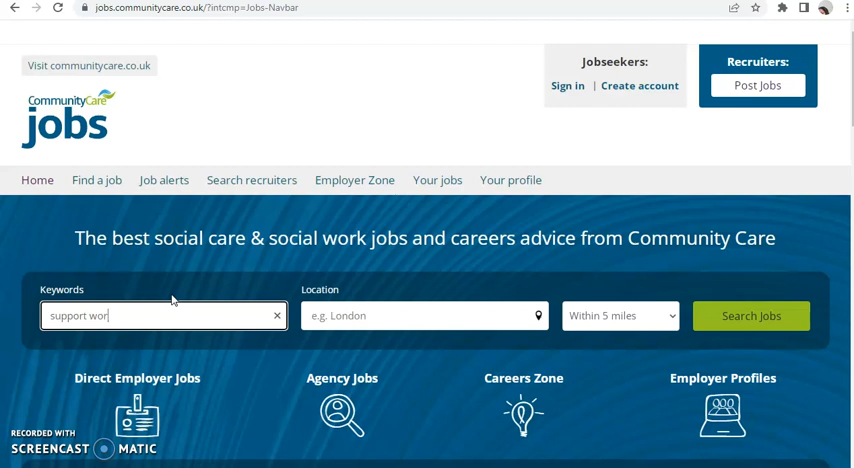 jobs.communitycare.co.uk/?intcmp=Jobs-Navbar
Visit communitycare.co.uk
Jobseekers:
Sign in | Create account
Recruiters:
Post Jobs
CommunityCare
jobs
Home Find a job Job alerts Search recruiters Employer Zone Your jobs Your profile
The best social care & social work jobs and careers advice from Community Care
Keywords Location
support wor × e.g. London Within 5 miles Search Jobs
Direct Employer Jobs Agency Jobs Careers Zone Employer Profiles
RECORDED WITH
SCREENCAST MATIC